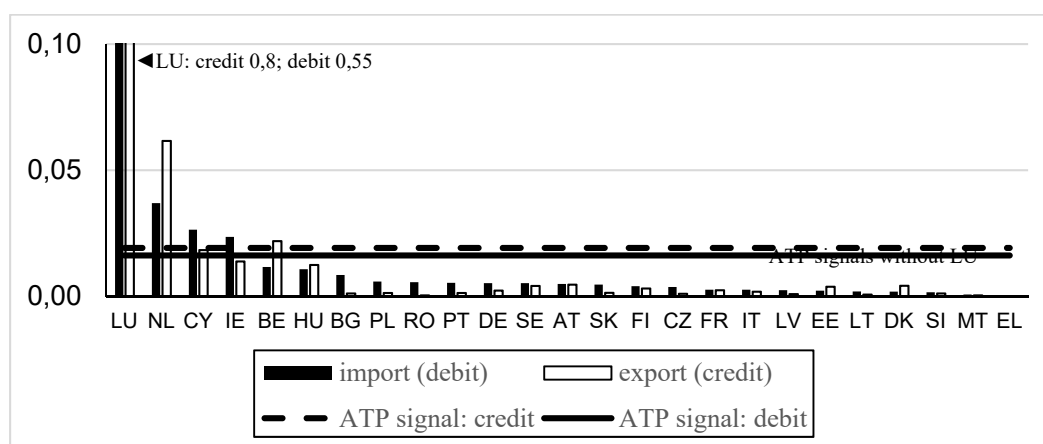 0,10
◄LU: credit 0,8; debit 0,55
0,05
ATP signals without LU
0,00
LU NL CY IE BE HU BG PL RO PT DE SE AT SK FI CZ FR IT LV EE LT DK SI MT EL
import (debit) export (credit)
ATP signal: credit ATP signal: debit